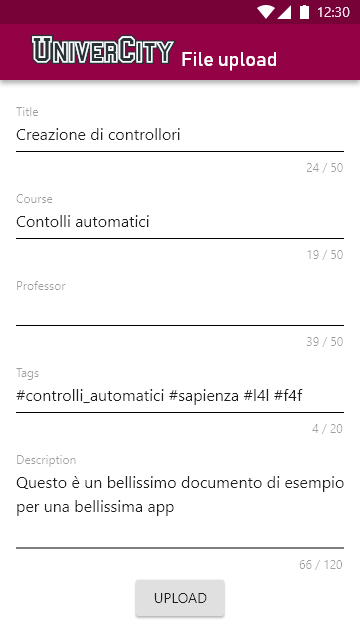 12:30
UNIVERCITY File upload
Title
Creazione di controllori
24 / 50
Course
Contolli automatici
19 / 50
Professor
39 / 50
Tags
#controlli_automatici #sapienza #l4l #f4f
4 / 20
Description
Questo è un bellissimo documento di esempio
per una bellissima app
66 / 120
UPLOAD